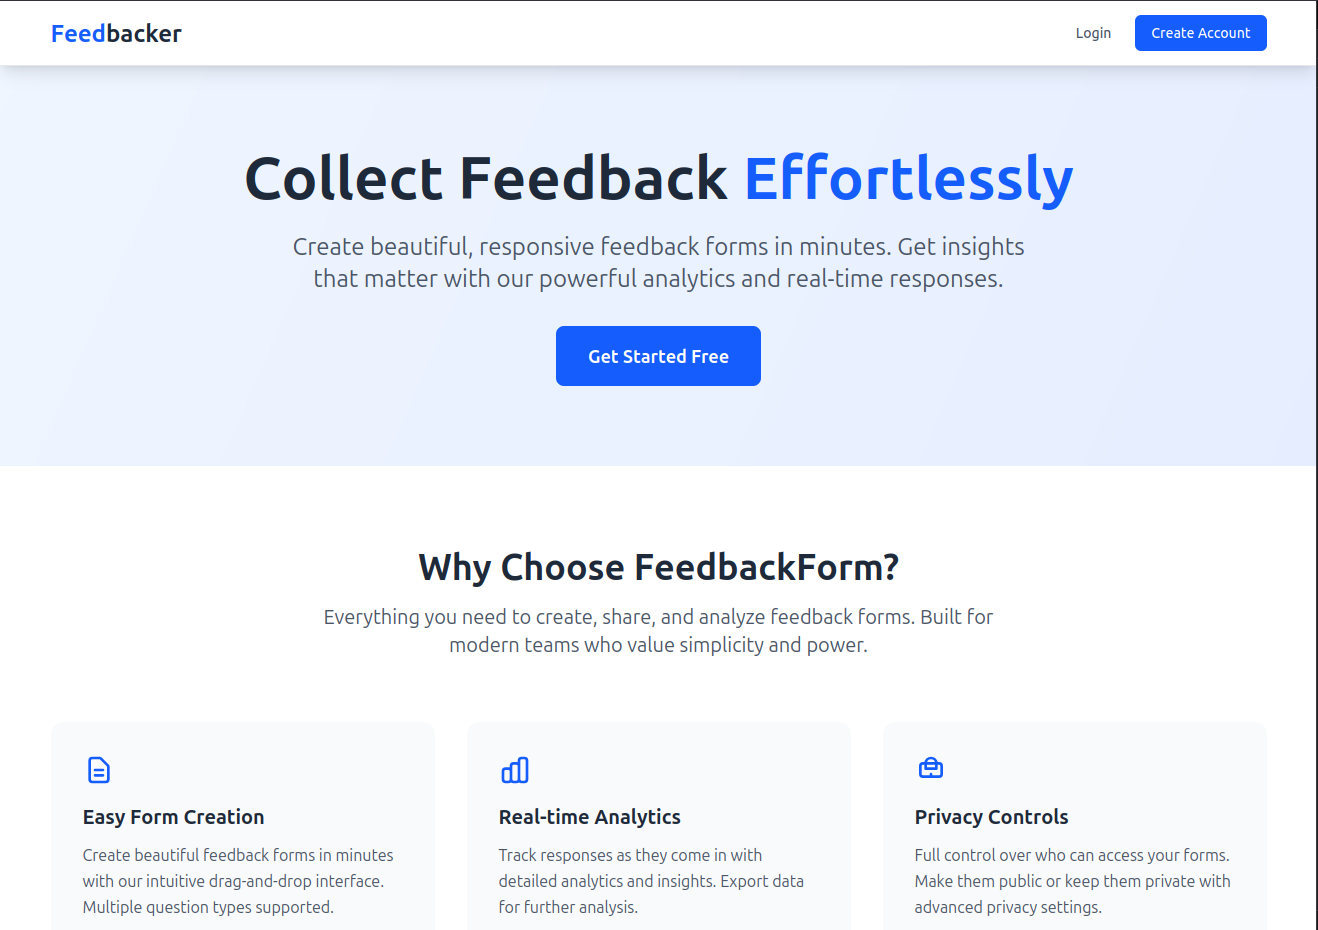 Feedbacker
Login
Create Account
Collect Feedback Effortlessly
Create beautiful, responsive feedback forms in minutes. Get insights
that matter with our powerful analytics and real-time responses.
Get Started Free
Why Choose FeedbackForm?
Everything you need to create, share, and analyze feedback forms. Built for
modern teams who value simplicity and power.
Easy Form Creation
Create beautiful feedback forms in minutes
with our intuitive drag-and-drop interface.
Multiple question types supported.
Real-time Analytics
Track responses as they come in with
detailed analytics and insights. Export data
for further analysis.
Privacy Controls
Full control over who can access your forms.
Make them public or keep them private with
advanced privacy settings.